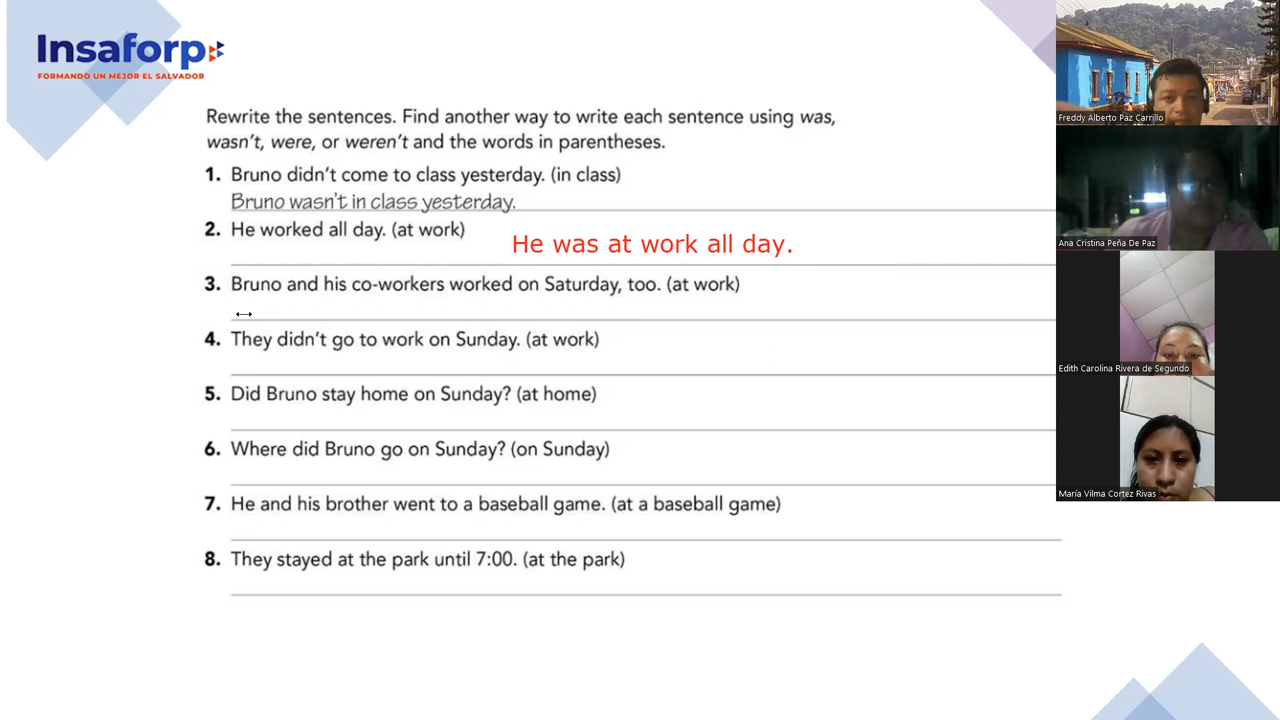 Insaforp
FORMANDO UN MEJOR EL SALVADOR
Rewrite the sentences. Find another way to write each sentence using was,
wasn't, were, or weren't and the words in parentheses.
1. Bruno didn't come to class yesterday. (in class)
Bruno wasn't in class yesterday.
2. He worked all day. (at work)
He was at work all day.
3. Bruno and his co-workers worked on Saturday, too. (at work)
4. They didn't go to work on Sunday. (at work)
5. Did Bruno stay home on Sunday? (at home)
6. Where did Bruno go on Sunday? (on Sunday)
7. He and his brother went to a baseball game. (at a baseball game)
8. They stayed at the park until 7:00. (at the park)
Freddy Alberto Paz Carrillo
Ana Cristina Peña De Paz
Edith Carolina Rivera de Segundo
María Vilma Cortez Rivas